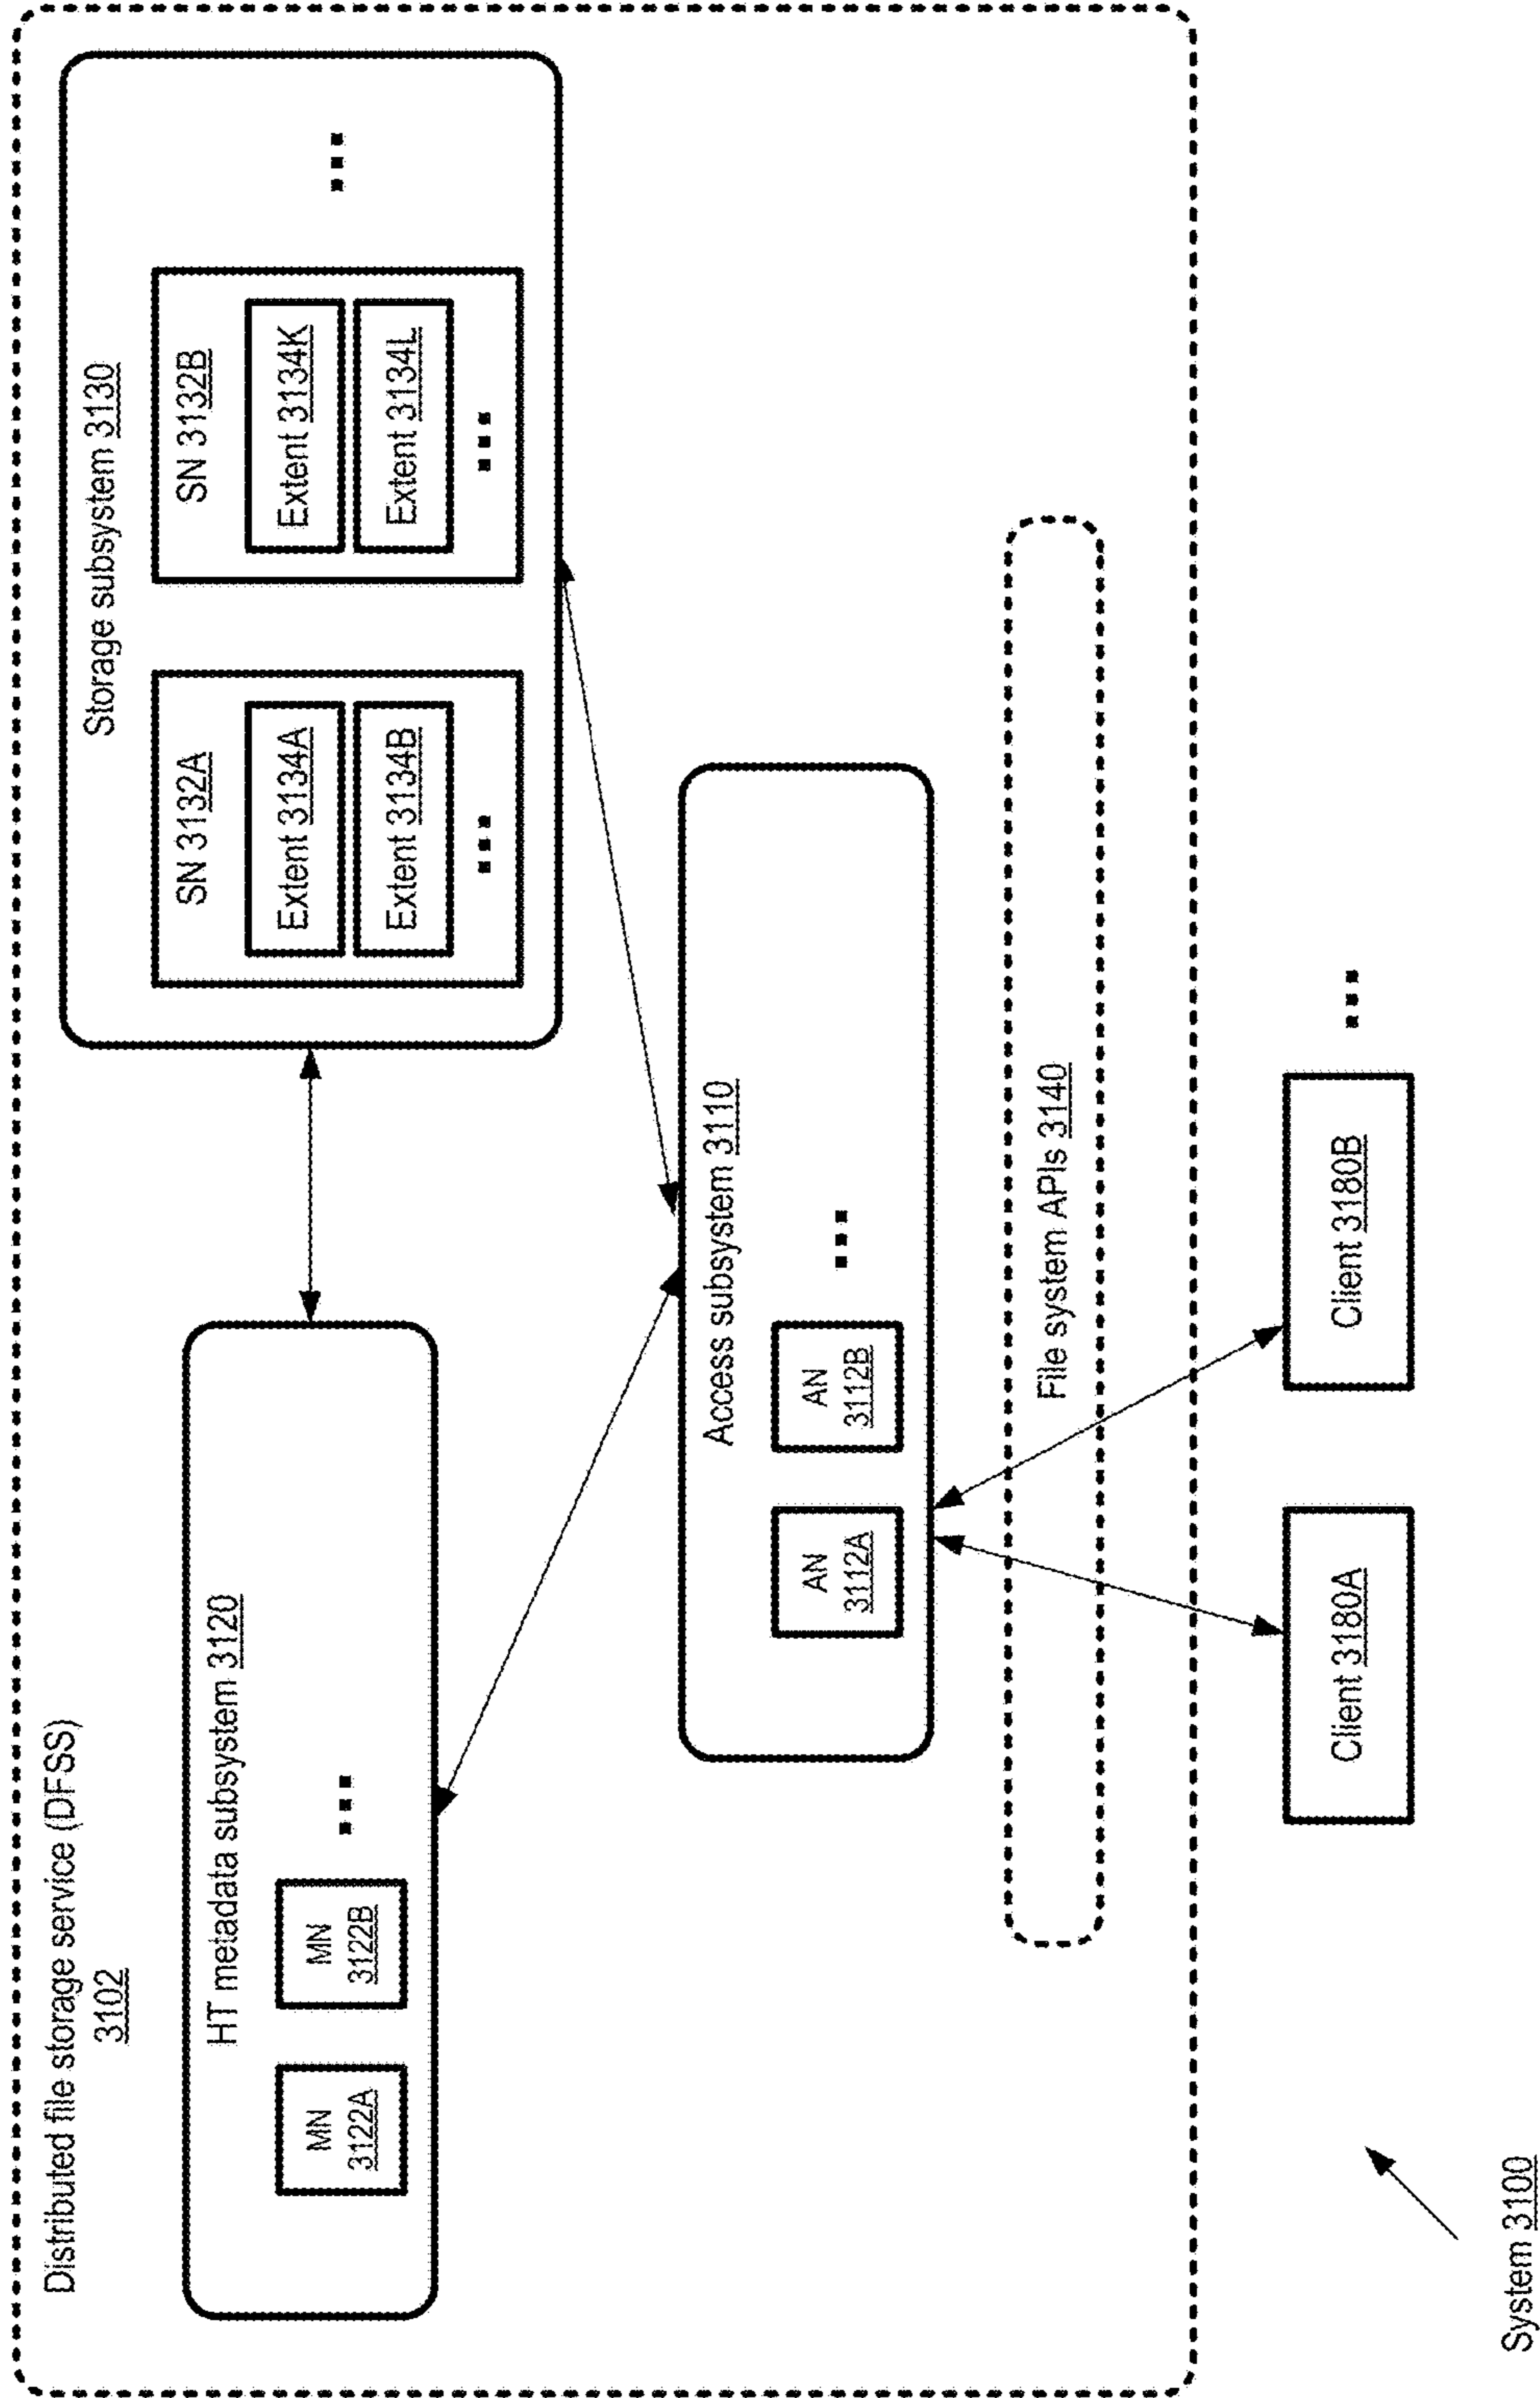 Distributed file storage service (DFSS)
3102
HT metadata subsystem 3120
MN
3122A
MN
3122B
Storage subsystem 3130
SN 3132A
Extent 3134A
Extent 3134B
SN 3132B
Extent 3134K
Extent 3134L
Access subsystem 3110
AN
3112A
AN
3112B
File system APIs 3140
Client 3180A
Client 3180B
System 3100